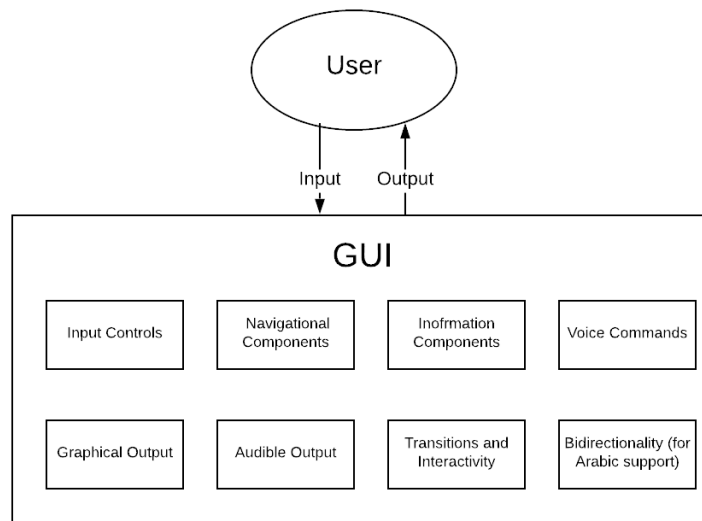 User
Input
Output
GUI
Input Controls
Navigational
Components
Inofrmation
Components
Voice Commands
Graphical Output
Audible Output
Transitions and
Interactivity
Bidirectionality (for
Arabic support)